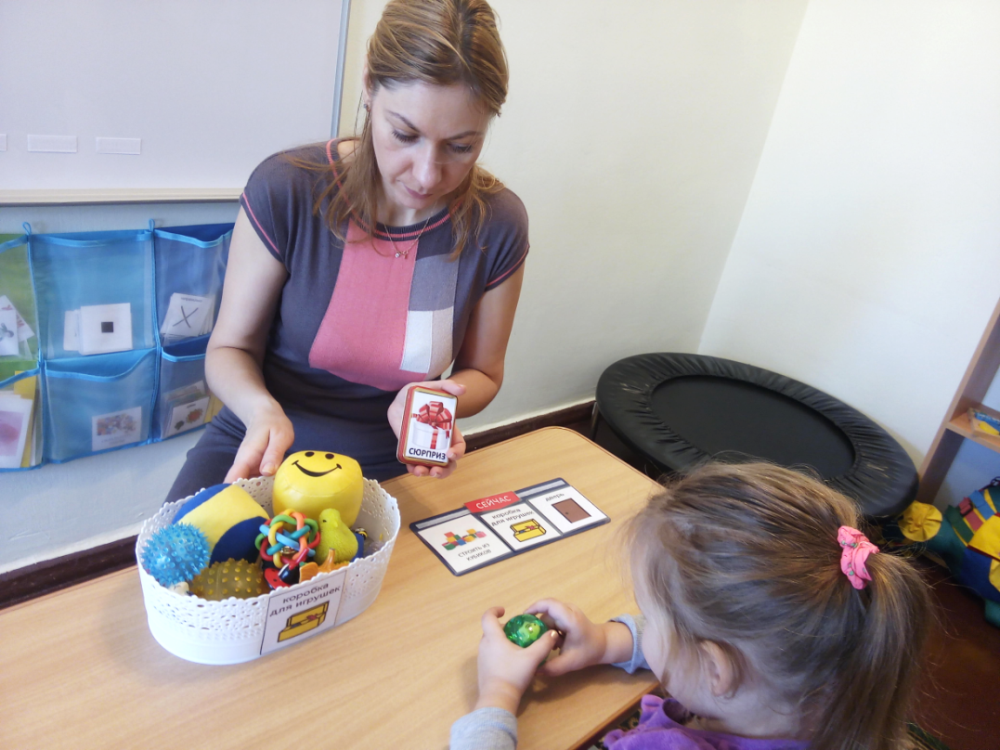 СЮРПРИЗ
СЕЙЧАС
строить из
кубиков
коробка
для игрушек
дверь
коробка
для игрушек